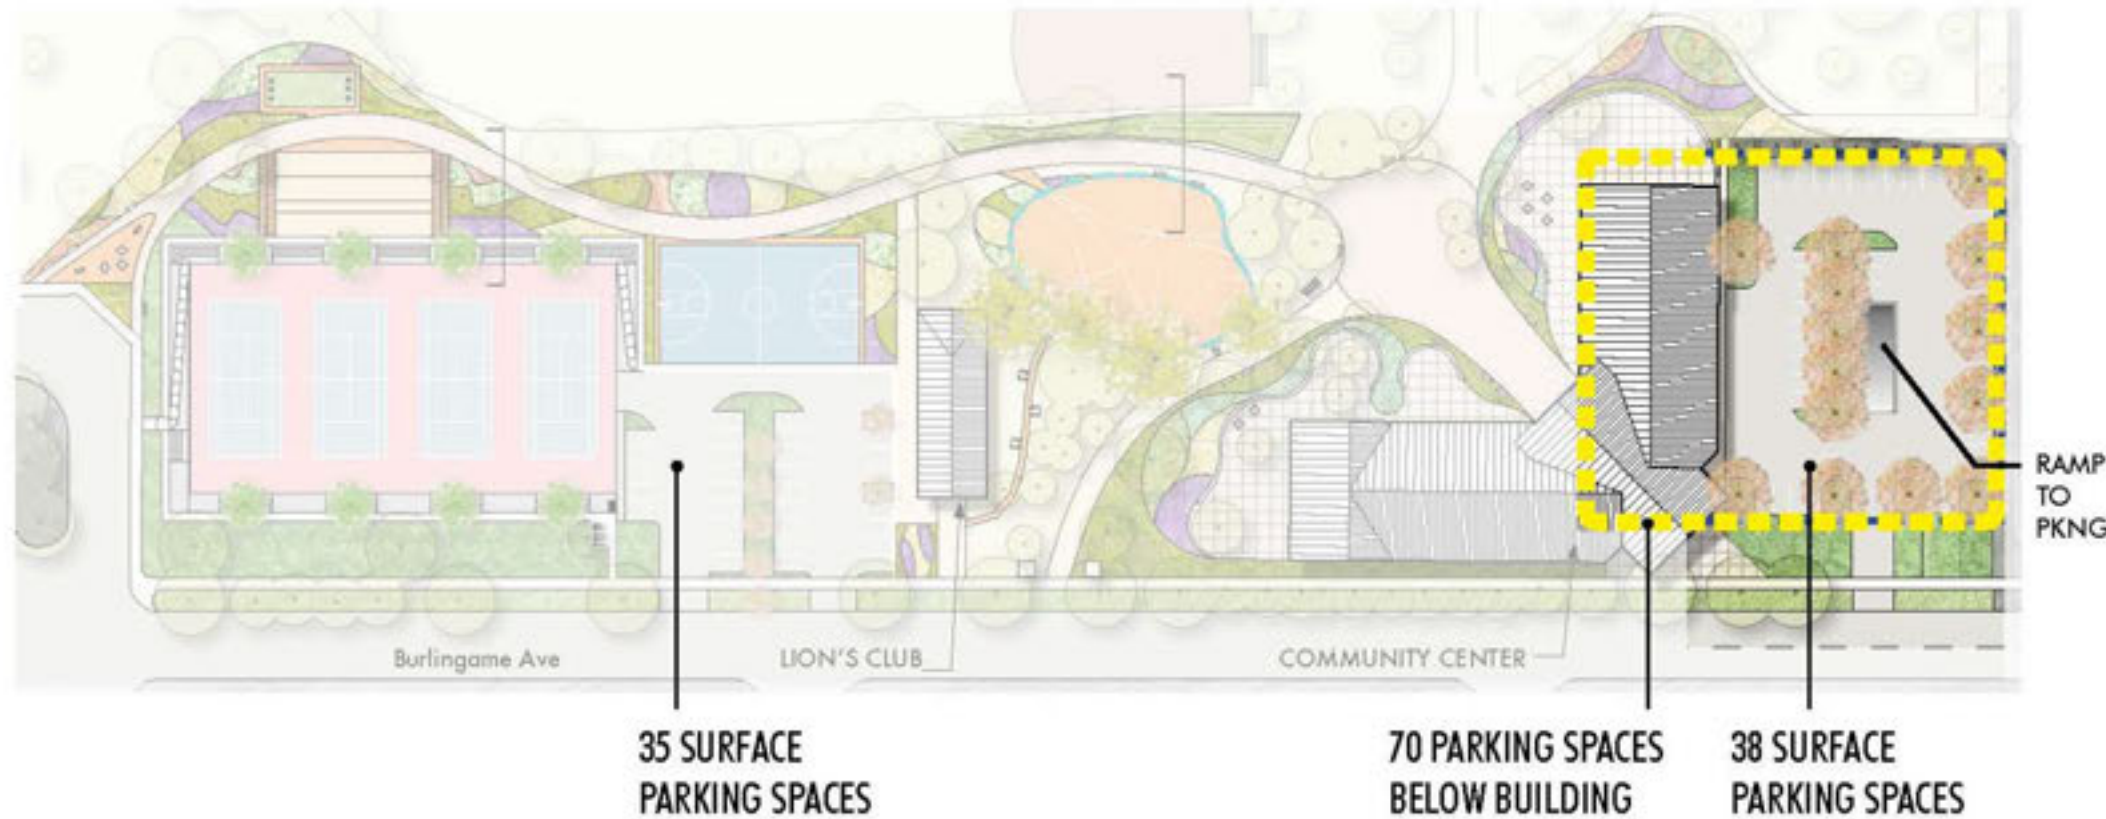 RAMP
TO
PKNG
Burlingame Ave
LION'S CLUB
COMMUNITY CENTER
35 SURFACE
PARKING SPACES
70 PARKING SPACES
BELOW BUILDING
38 SURFACE
PARKING SPACES